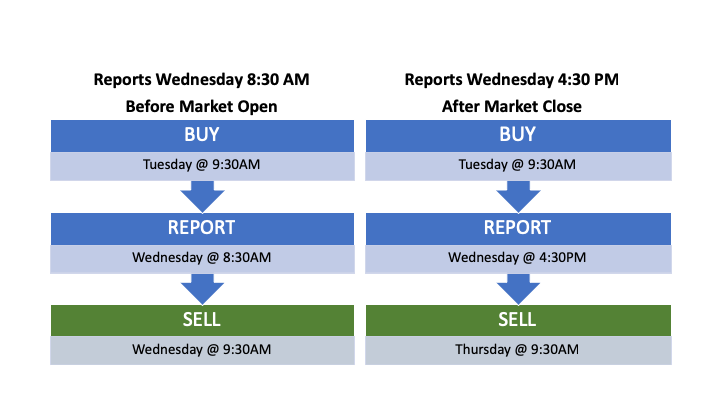 Reports Wednesday 8:30 AM
Before Market Open
BUY
Tuesday @ 9:30AM
REPORT
Wednesday @ 8:30AM
SELL
Wednesday @ 9:30AM
Reports Wednesday 4:30 PM
After Market Close
BUY
Tuesday @ 9:30AM
REPORT
Wednesday @ 4:30PM
SELL
Thursday @ 9:30AM